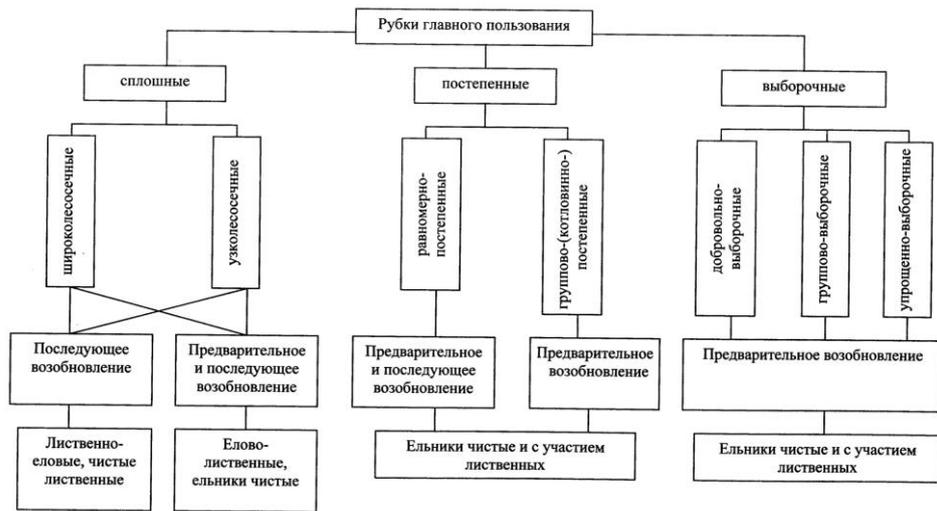 Рубки главного пользования
сплошные
постепенные
выборочные
широколесосечные
узколесосечные
равномерно-
постепенные
группово-(котловинно-)
постепенные
добровольно-
выборочные
группово-выборочные
упрощенно-выборочные
Последующее
возобновление
Предварительное
и последующее
возобновление
Предварительное
и последующее
возобновление
Предварительное
возобновление
Предварительное возобновление
Лиственно-
еловые, чистые
лиственные
Елово-
лиственные,
ельники чистые
Ельники чистые и с участием
лиственных
Ельники чистые и с участием
лиственных